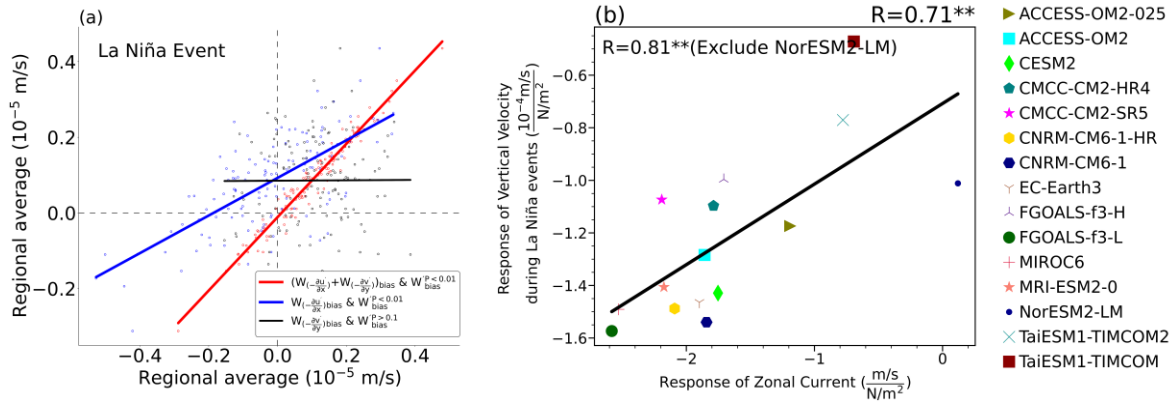 (a)
La Niña Event
Regional average (10⁻⁵ m/s)
0.4
0.2
0.0
−0.2
−0.4
−0.2
0.0
0.2
0.4
Regional average (10⁻⁵ m/s)
(W(-∂u/∂x)+W(-∂v/∂y))bias & W'bias P<0.01
W(-∂u/∂x)bias & W'bias P<0.01
W(-∂v/∂y)bias & W'bias P>0.1
(b)
R=0.71**
R=0.81**(Exclude NorESM2-LM)
Response of Vertical Velocity
during La Niña events (10⁻⁴m/s / N/m²)
−0.6
−0.8
−1.0
−1.2
−1.4
−1.6
−2
−1
0
Response of Zonal Current (m/s / N/m²)
ACCESS-OM2-025
ACCESS-OM2
CESM2
CMCC-CM2-HR4
CMCC-CM2-SR5
CNRM-CM6-1-HR
CNRM-CM6-1
EC-Earth3
FGOALS-f3-H
FGOALS-f3-L
MIROC6
MRI-ESM2-0
NorESM2-LM
TaiESM1-TIMCOM2
TaiESM1-TIMCOM